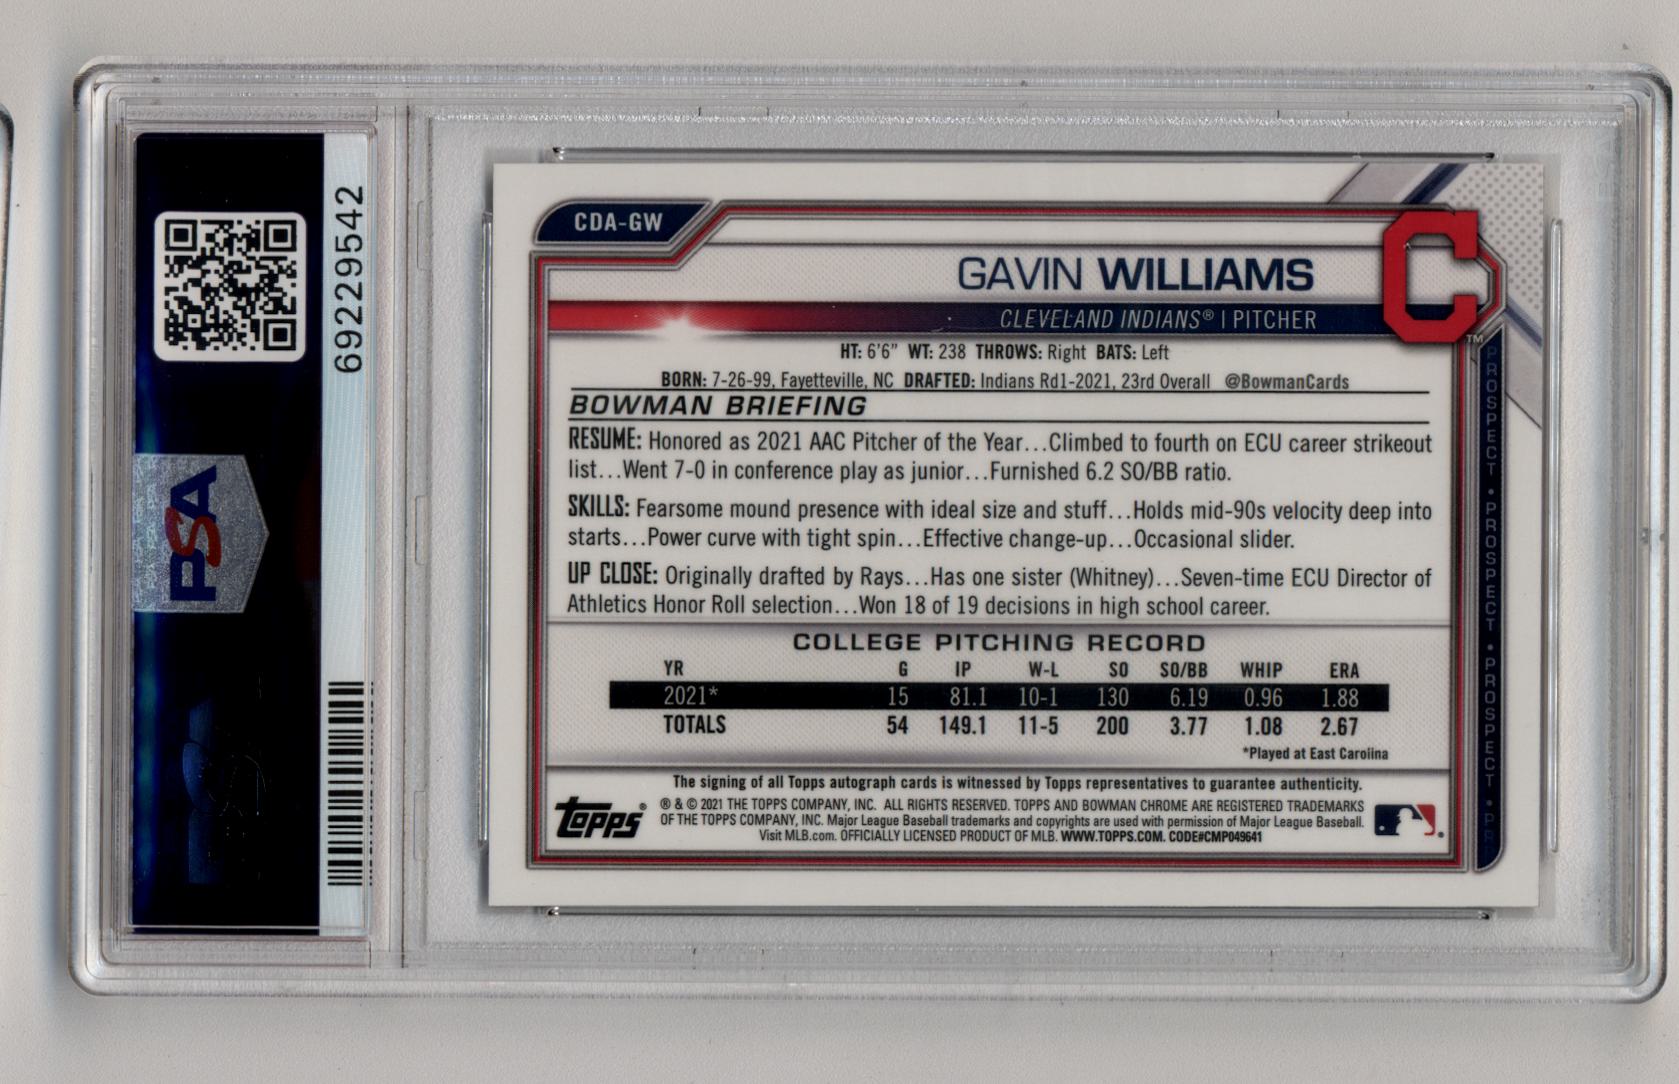 69229542
PSA
CDA-GW
GAVIN WILLIAMS
CLEVELAND INDIANS® | PITCHER
C
TM
HT: 6'6" WT: 238 THROWS: Right BATS: Left
BORN: 7-26-99, Fayetteville, NC DRAFTED: Indians Rd1-2021, 23rd Overall @BowmanCards
BOWMAN BRIEFING
RESUME: Honored as 2021 AAC Pitcher of the Year...Climbed to fourth on ECU career strikeout
list...Went 7-0 in conference play as junior...Furnished 6.2 SO/BB ratio.
SKILLS: Fearsome mound presence with ideal size and stuff...Holds mid-90s velocity deep into
starts...Power curve with tight spin...Effective change-up...Occasional slider.
UP CLOSE: Originally drafted by Rays...Has one sister (Whitney)...Seven-time ECU Director of
Athletics Honor Roll selection...Won 18 of 19 decisions in high school career.
COLLEGE PITCHING RECORD
YR G IP W-L SO SO/BB WHIP ERA
2021* 15 81.1 10-1 130 6.19 0.96 1.88
TOTALS 54 149.1 11-5 200 3.77 1.08 2.67
*Played at East Carolina
The signing of all Topps autograph cards is witnessed by Topps representatives to guarantee authenticity.
Topps®
® & © 2021 THE TOPPS COMPANY, INC. ALL RIGHTS RESERVED. TOPPS AND BOWMAN CHROME ARE REGISTERED TRADEMARKS
OF THE TOPPS COMPANY, INC. Major League Baseball trademarks and copyrights are used with permission of Major League Baseball.
Visit MLB.com. OFFICIALLY LICENSED PRODUCT OF MLB. WWW.TOPPS.COM. CODE#CMP049641
PROSPECT • PROSPECT • PROSPECT • PR